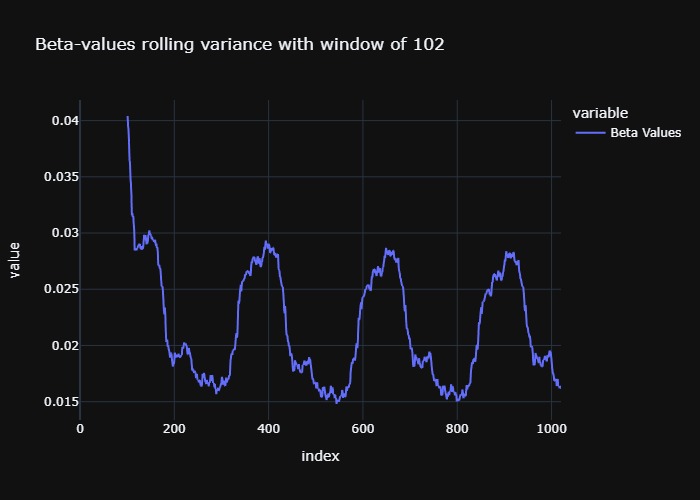 Beta-values rolling variance with window of 102
variable
Beta Values
0.04
0.035
0.03
0.025
0.02
0.015
value
0
200
400
600
800
1000
index